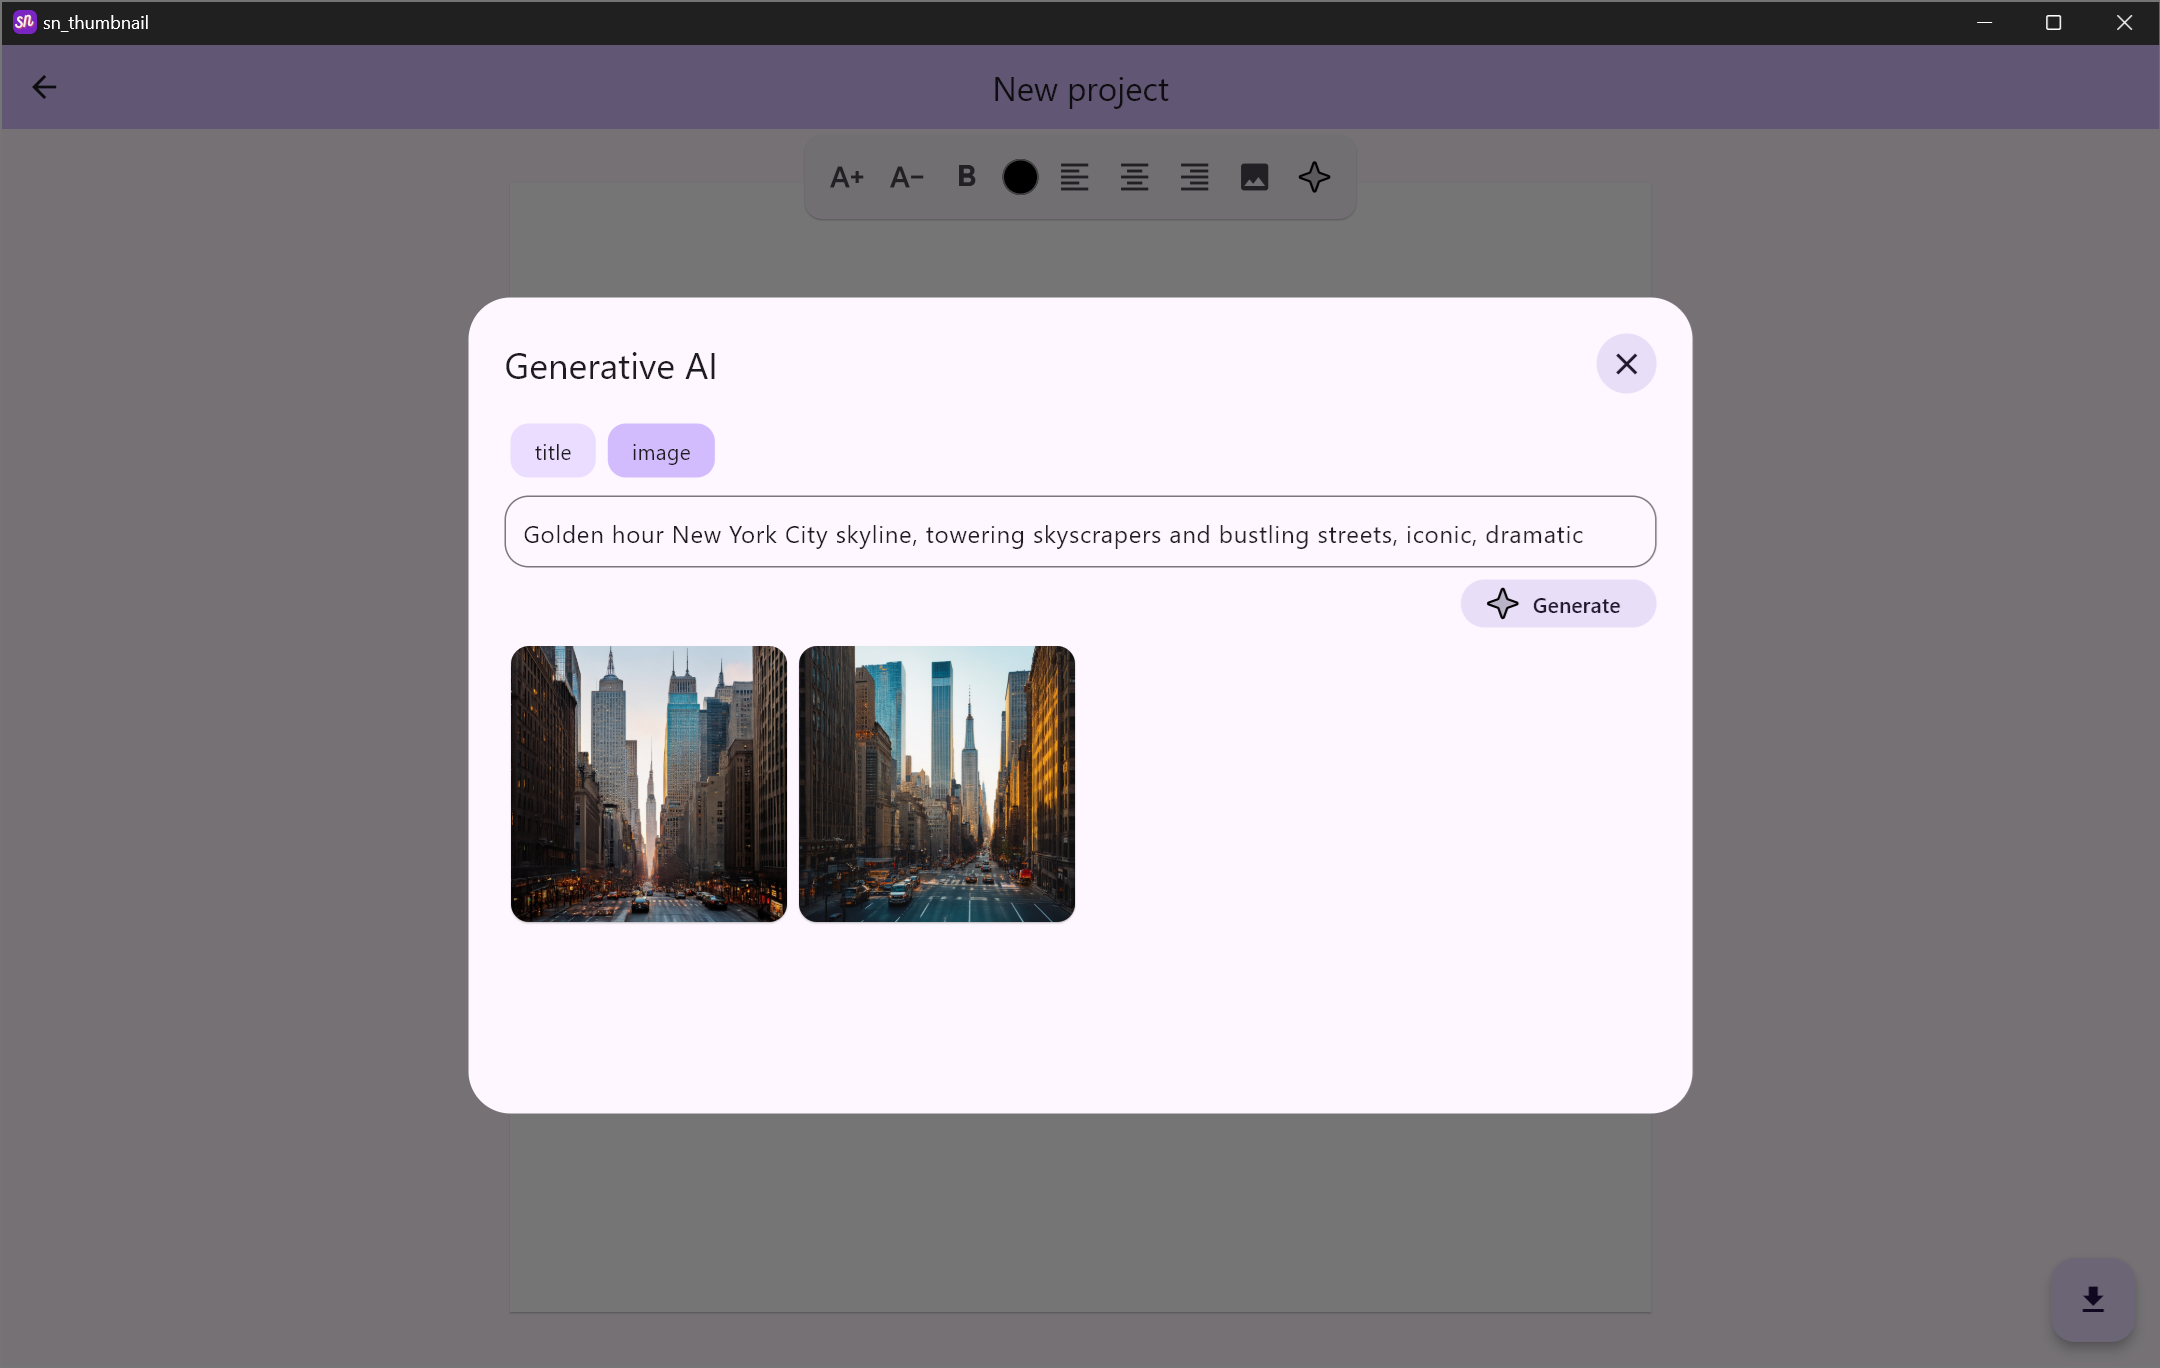 sn sn_thumbnail
New project
A+ A− B
Generative AI
title image
Golden hour New York City skyline, towering skyscrapers and bustling streets, iconic, dramatic
Generate